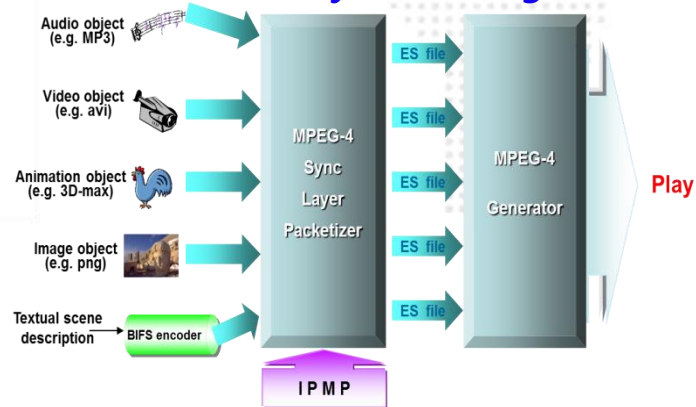 Audio object
(e.g. MP3)
Video object
(e.g. avi)
Animation object
(e.g. 3D-max)
Image object
(e.g. png)
Textual scene
description
BIFS encoder
MPEG-4
Sync
Layer
Packetizer
I P M P
ES file
ES file
ES file
ES file
ES file
MPEG-4
Generator
Play